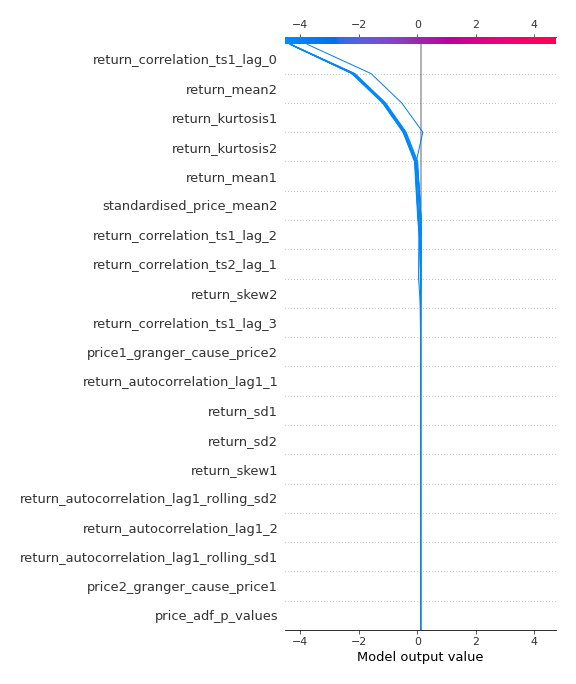 −4 −2 0 2 4
return_correlation_ts1_lag_0
return_mean2
return_kurtosis1
return_kurtosis2
return_mean1
standardised_price_mean2
return_correlation_ts1_lag_2
return_correlation_ts2_lag_1
return_skew2
return_correlation_ts1_lag_3
price1_granger_cause_price2
return_autocorrelation_lag1_1
return_sd1
return_sd2
return_skew1
return_autocorrelation_lag1_rolling_sd2
return_autocorrelation_lag1_2
return_autocorrelation_lag1_rolling_sd1
price2_granger_cause_price1
price_adf_p_values
−4 −2 0 2 4
Model output value